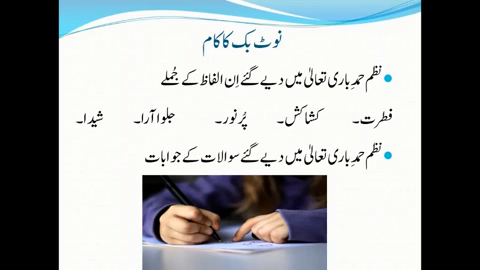 نوٹ بک کا کام
نظم حمدِ باری تعالیٰ میں دیے گئے اِن الفاظ کے جُملے
فطرت۔ کشاکش۔ پُر نور۔ جلوا آرا۔ شیدا۔
نظم حمدِ باری تعالیٰ میں دیے گئے سوالات کے جوابات